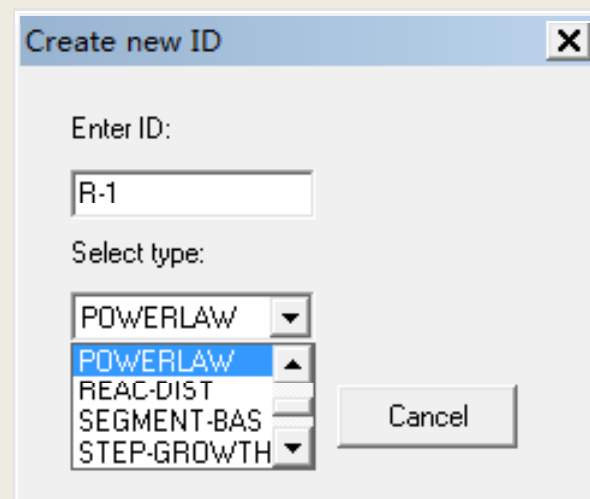 Create new ID
Enter ID:
R-1
Select type:
POWERLAW
POWERLAW
REAC-DIST
SEGMENT-BAS
STEP-GROWTH
Cancel